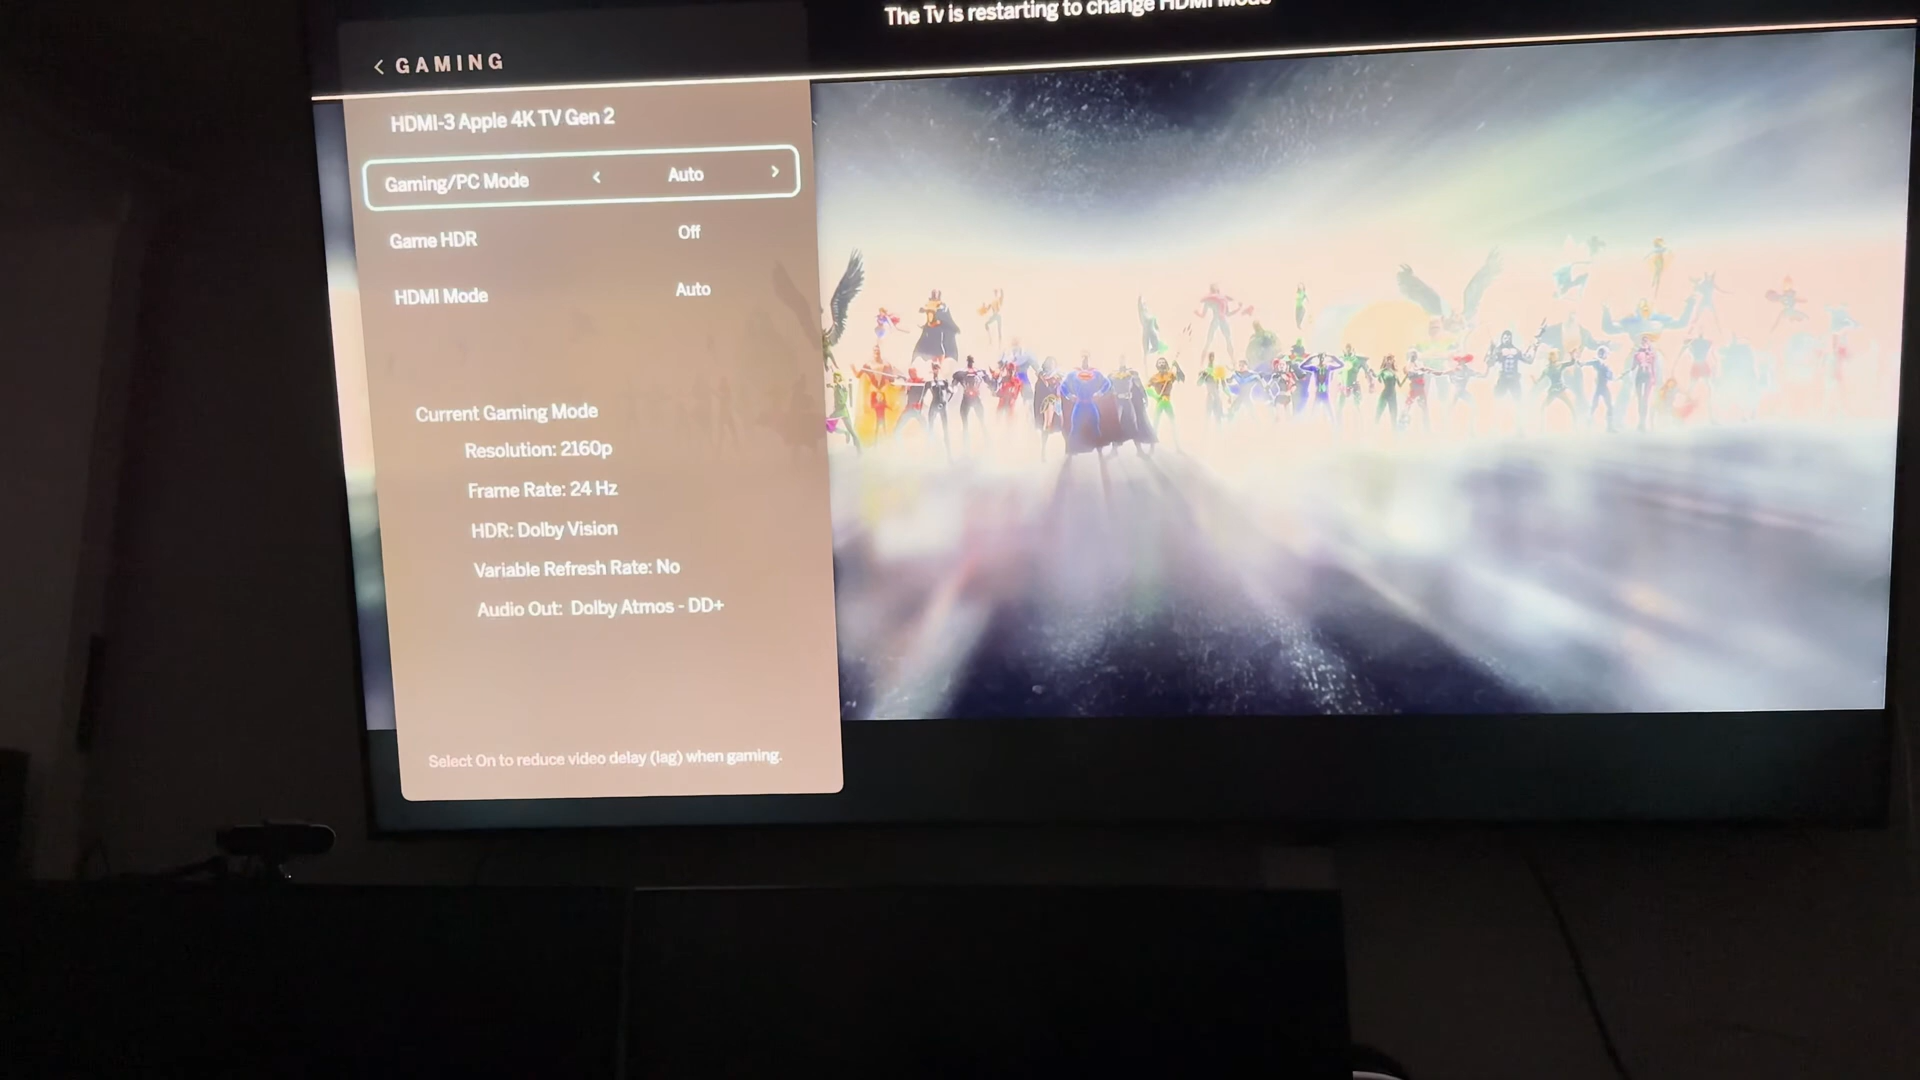 The Tv is restarting to change HDMI Mode
GAMING
HDMI-3 Apple 4K TV Gen 2
Gaming/PC Mode Auto
Game HDR Off
HDMI Mode Auto
Current Gaming Mode
Resolution: 2160p
Frame Rate: 24 Hz
HDR: Dolby Vision
Variable Refresh Rate: No
Audio Out: Dolby Atmos - DD+
Select On to reduce video delay (lag) when gaming.